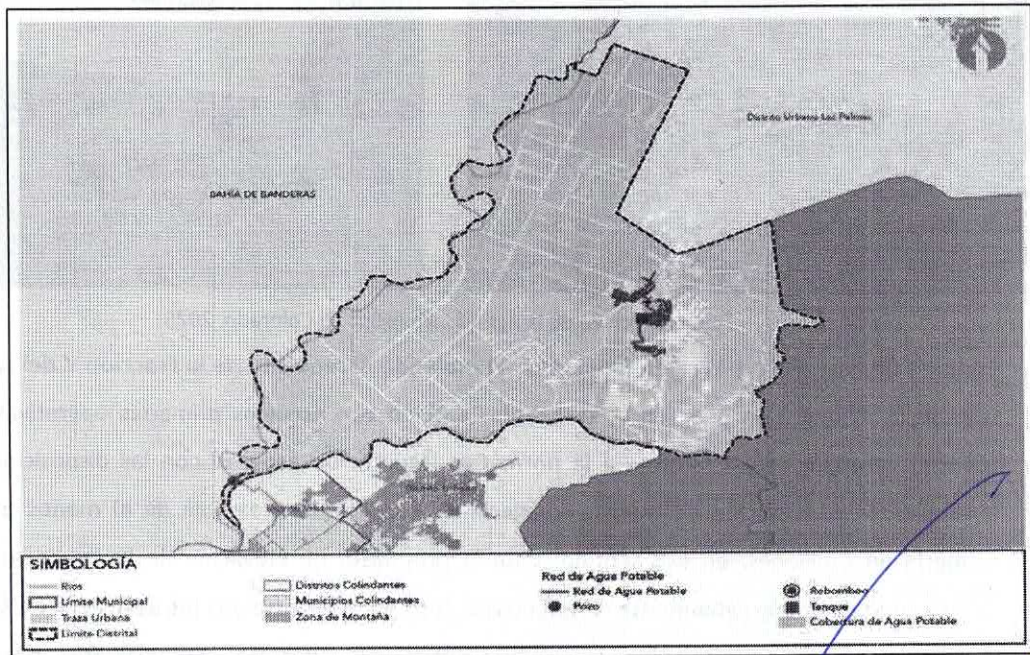 Distrito Urbano Las Palmas
BAHÍA DE BANDERAS
SIMBOLOGÍA
Ríos
Límite Municipal
Traza Urbana
Límite Distrital
Distritos Colindantes
Municipios Colindantes
Zona de Montaña
Red de Agua Potable
Red de Agua Potable
Pozo
Rebombeo
Tanque
Cobertura de Agua Potable